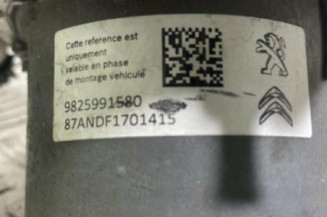 Cette reference est
uniquement
valable en phase
de montage vehicule
9825991580
87ANDF1701415